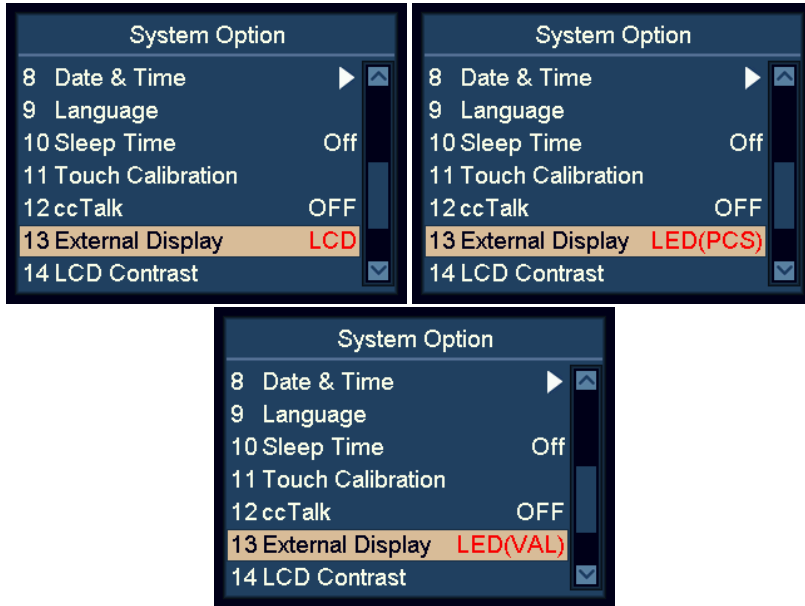 System Option
8 Date & Time
9 Language
10 Sleep Time Off
11 Touch Calibration
12 ccTalk OFF
13 External Display LCD
14 LCD Contrast
System Option
8 Date & Time
9 Language
10 Sleep Time Off
11 Touch Calibration
12 ccTalk OFF
13 External Display LED(PCS)
14 LCD Contrast
System Option
8 Date & Time
9 Language
10 Sleep Time Off
11 Touch Calibration
12 ccTalk OFF
13 External Display LED(VAL)
14 LCD Contrast